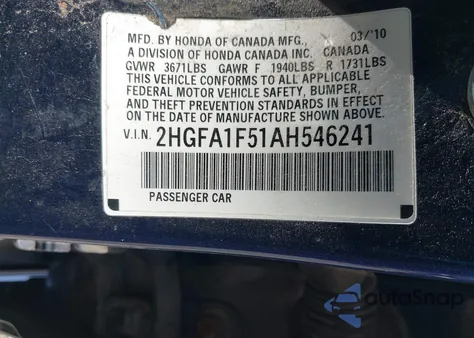 MFD. BY HONDA OF CANADA MFG., 03/'10
A DIVISION OF HONDA CANADA INC. CANADA
GVWR 3671LBS GAWR F 1940LBS R 1731LBS
THIS VEHICLE CONFORMS TO ALL APPLICABLE
FEDERAL MOTOR VEHICLE SAFETY, BUMPER,
AND THEFT PREVENTION STANDARDS IN EFFECT
ON THE DATE OF MANUFACTURE SHOWN ABOVE.
V.I.N. 2HGFA1F51AH546241
PASSENGER CAR
autoSnap